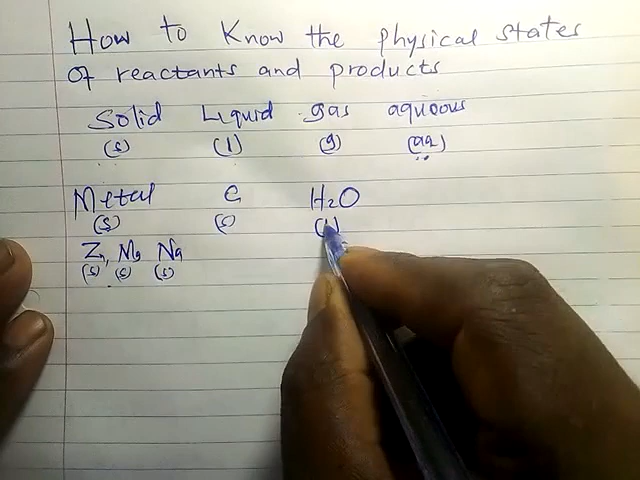 How to Know the physical states
of reactants and products
Solid Liquid gas aqueous
(s) (l) (g) (aq)
Metal C H₂O
(s) (s) (l)
Zn, Mg Na
(s) (s) (s)